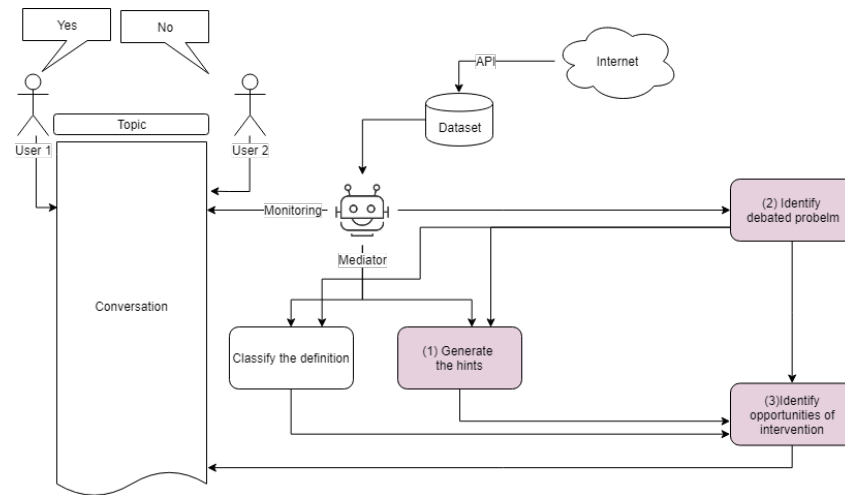 Yes
No
API
Internet
Dataset
Topic
User 1
User 2
Monitoring
Mediator
(2) Identify
debated probelm
Conversation
Classify the definition
(1) Generate
the hints
(3)Identify
opportunities of
intervention